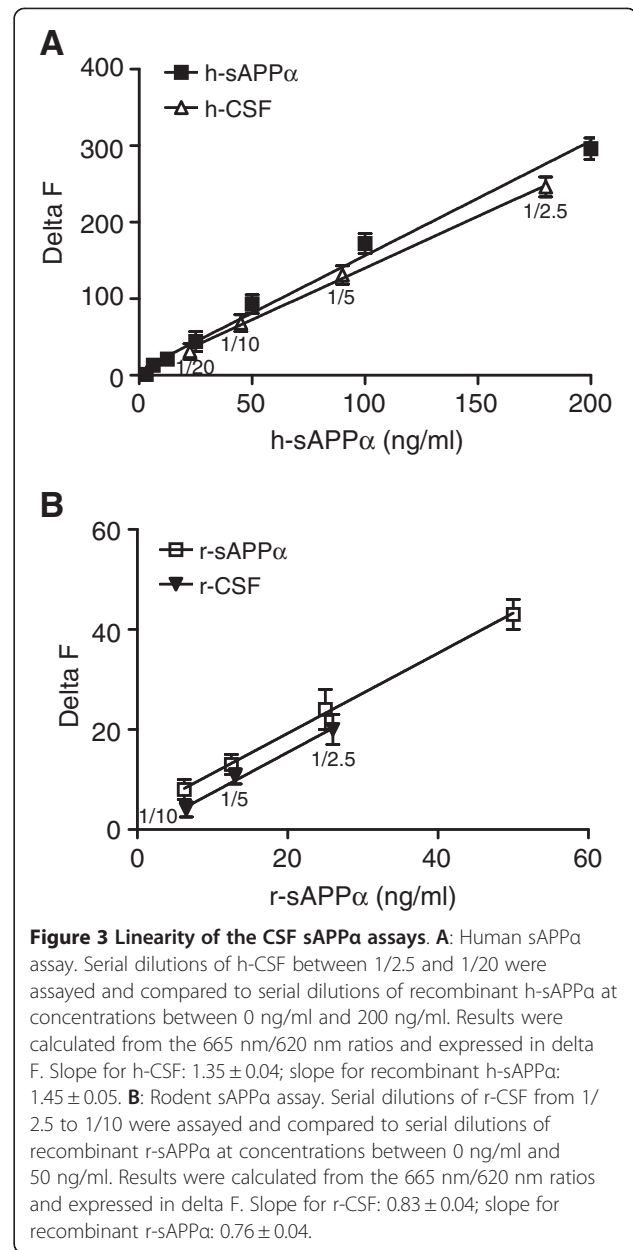 A
400
300
200
100
0
Delta F
h-sAPPα
h-CSF
1/2.5
1/5
1/10
1/20
0 50 100 150 200
h-sAPPα (ng/ml)
B
60
40
20
0
Delta F
r-sAPPα
r-CSF
1/2.5
1/5
1/10
0 20 40 60
r-sAPPα (ng/ml)
Figure 3 Linearity of the CSF sAPPα assays. A: Human sAPPα
assay. Serial dilutions of h-CSF between 1/2.5 and 1/20 were
assayed and compared to serial dilutions of recombinant h-sAPPα at
concentrations between 0 ng/ml and 200 ng/ml. Results were
calculated from the 665 nm/620 nm ratios and expressed in delta
F. Slope for h-CSF: 1.35 ± 0.04; slope for recombinant h-sAPPα:
1.45 ± 0.05. B: Rodent sAPPα assay. Serial dilutions of r-CSF from 1/
2.5 to 1/10 were assayed and compared to serial dilutions of
recombinant r-sAPPα at concentrations between 0 ng/ml and
50 ng/ml. Results were calculated from the 665 nm/620 nm ratios
and expressed in delta F. Slope for r-CSF: 0.83 ± 0.04; slope for
recombinant r-sAPPα: 0.76 ± 0.04.